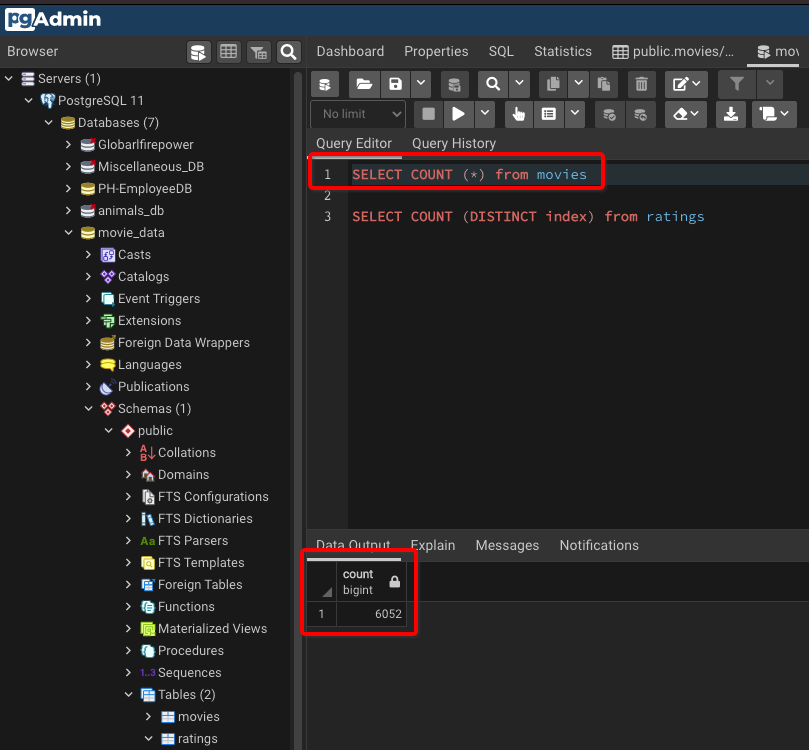 pgAdmin
Browser
Dashboard Properties SQL Statistics public.movies/... mov
Servers (1)
PostgreSQL 11
Databases (7)
Globarlfirepower
Miscellaneous_DB
PH-EmployeeDB
animals_db
movie_data
Casts
Catalogs
Event Triggers
Extensions
Foreign Data Wrappers
Languages
Publications
Schemas (1)
public
Collations
Domains
FTS Configurations
FTS Dictionaries
Aa FTS Parsers
FTS Templates
Foreign Tables
Functions
Materialized Views
Procedures
1..3 Sequences
Tables (2)
movies
ratings
No limit
Query Editor Query History
1 SELECT COUNT (*) from movies
2
3 SELECT COUNT (DISTINCT index) from ratings
Data Output Explain Messages Notifications
count
bigint
1 6052